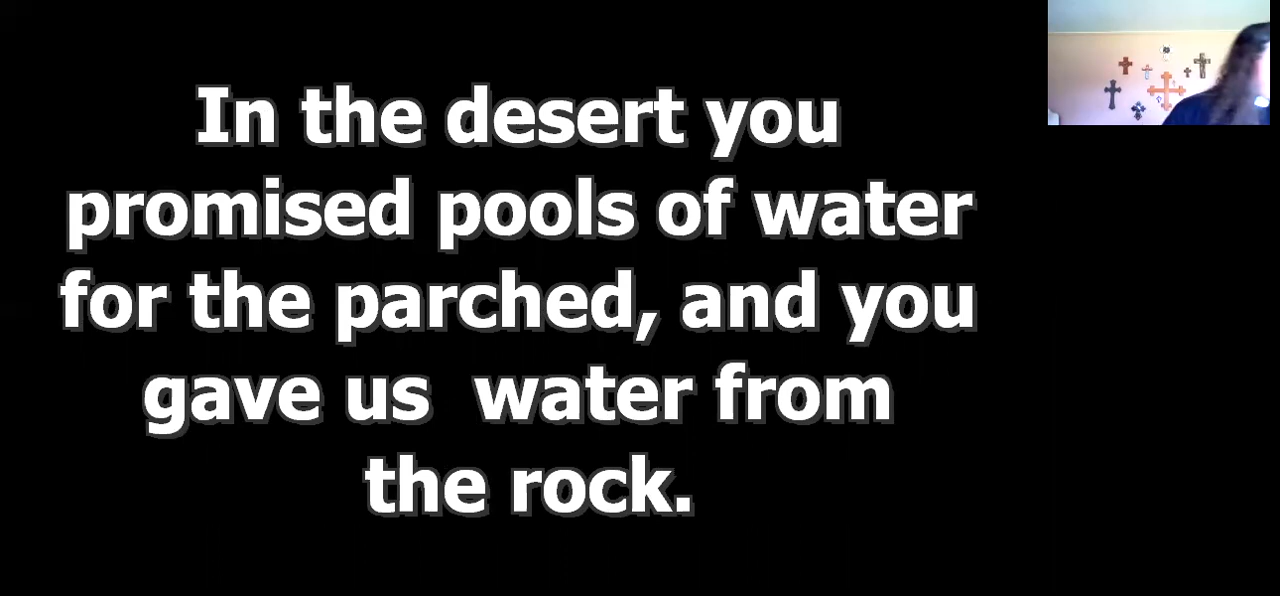 In the desert you
promised pools of water
for the parched, and you
gave us  water from
the rock.